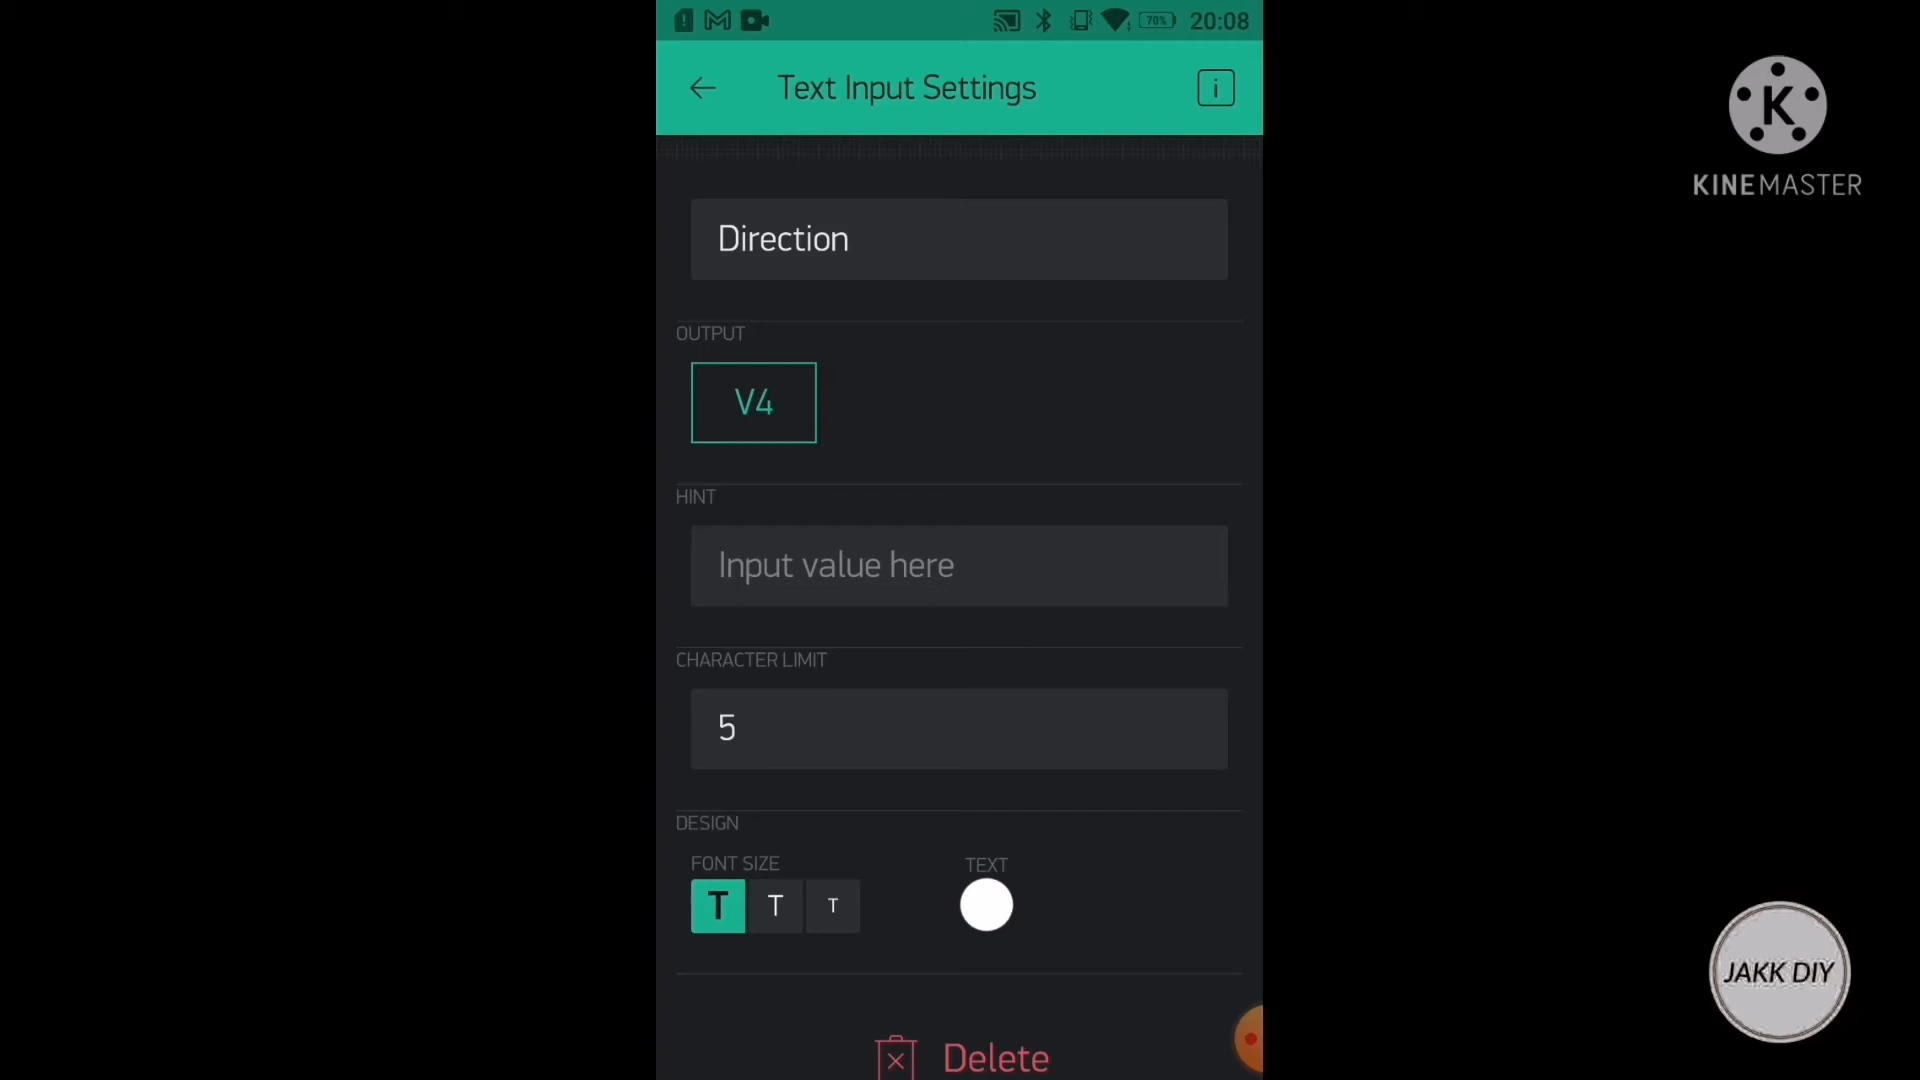 70%
20:08
Text Input Settings
i
K
KINEMASTER
Direction
OUTPUT
V4
HINT
Input value here
CHARACTER LIMIT
5
DESIGN
FONT SIZE
TEXT
T T T
JAKK DIY
Delete